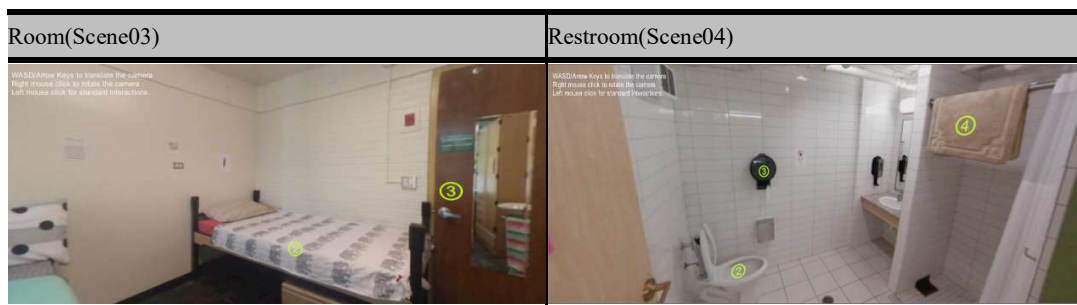 Room(Scene03)
Restroom(Scene04)
WASD/Arrow Keys to translate the camera
Right mouse click to rotate the camera
Left mouse click for standard interactions.
③
②
WASD/Arrow Keys to translate the camera
Right mouse click to rotate the camera
Left mouse click for standard interactions.
④
③
②